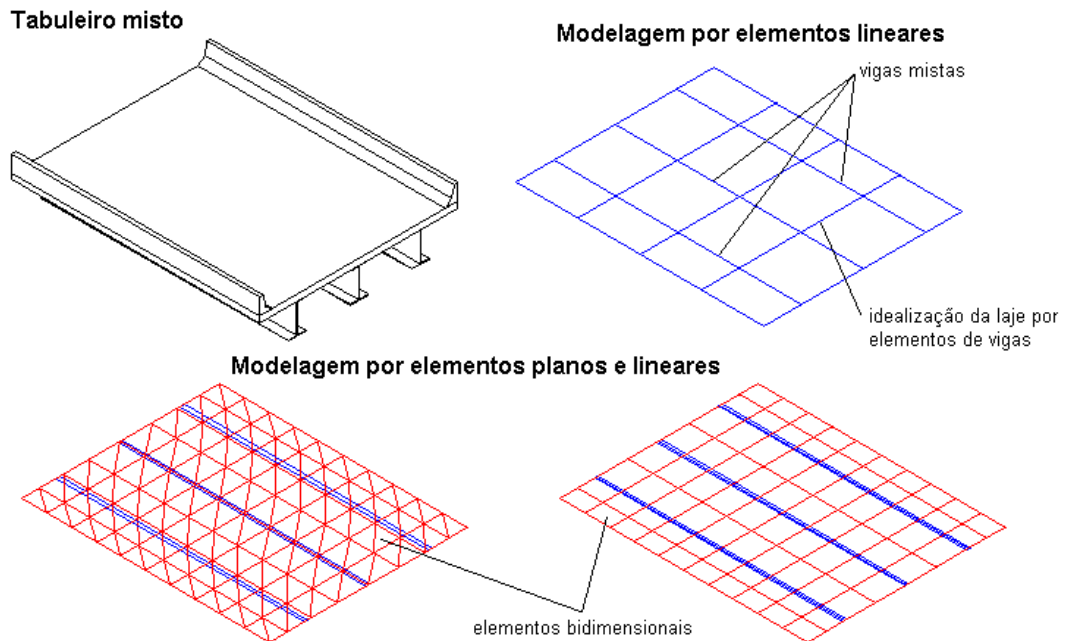 Tabuleiro misto
Modelagem por elementos lineares
vigas mistas
idealização da laje por
elementos de vigas
Modelagem por elementos planos e lineares
elementos bidimensionais